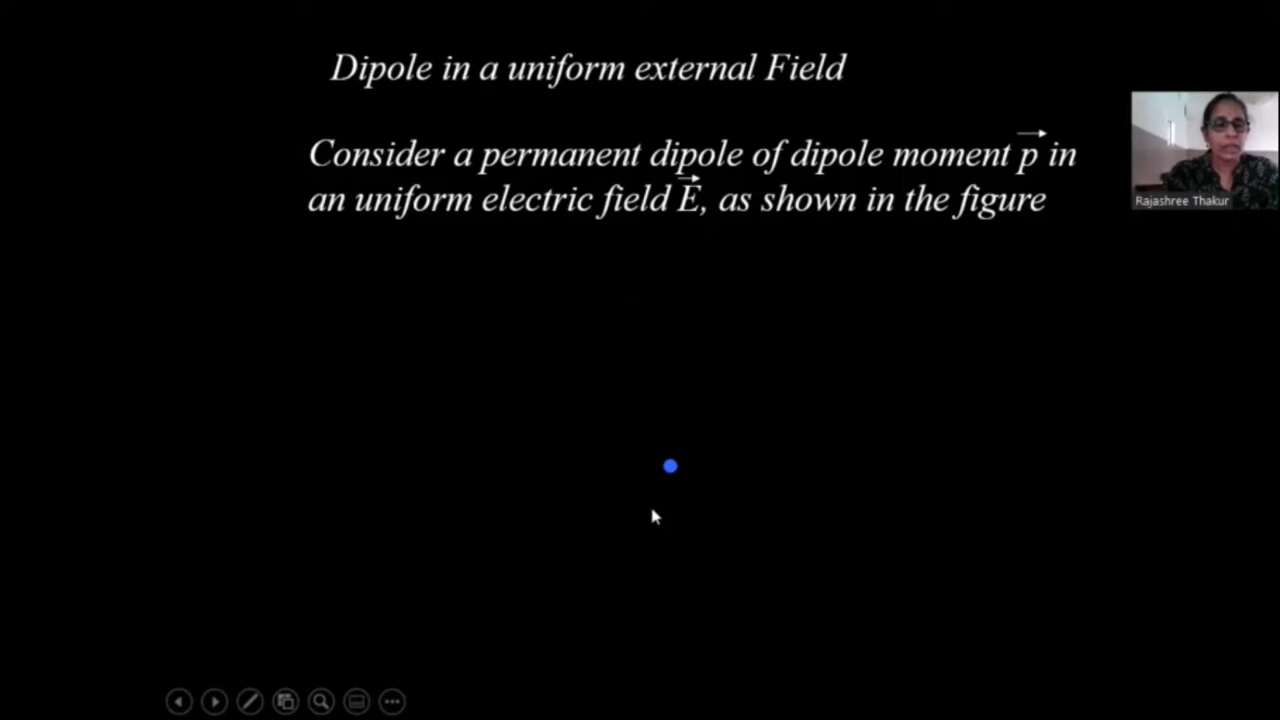 Dipole in a uniform external Field
Consider a permanent dipole of dipole moment p⃗ in
an uniform electric field E⃗, as shown in the figure
Rajashree Thakur